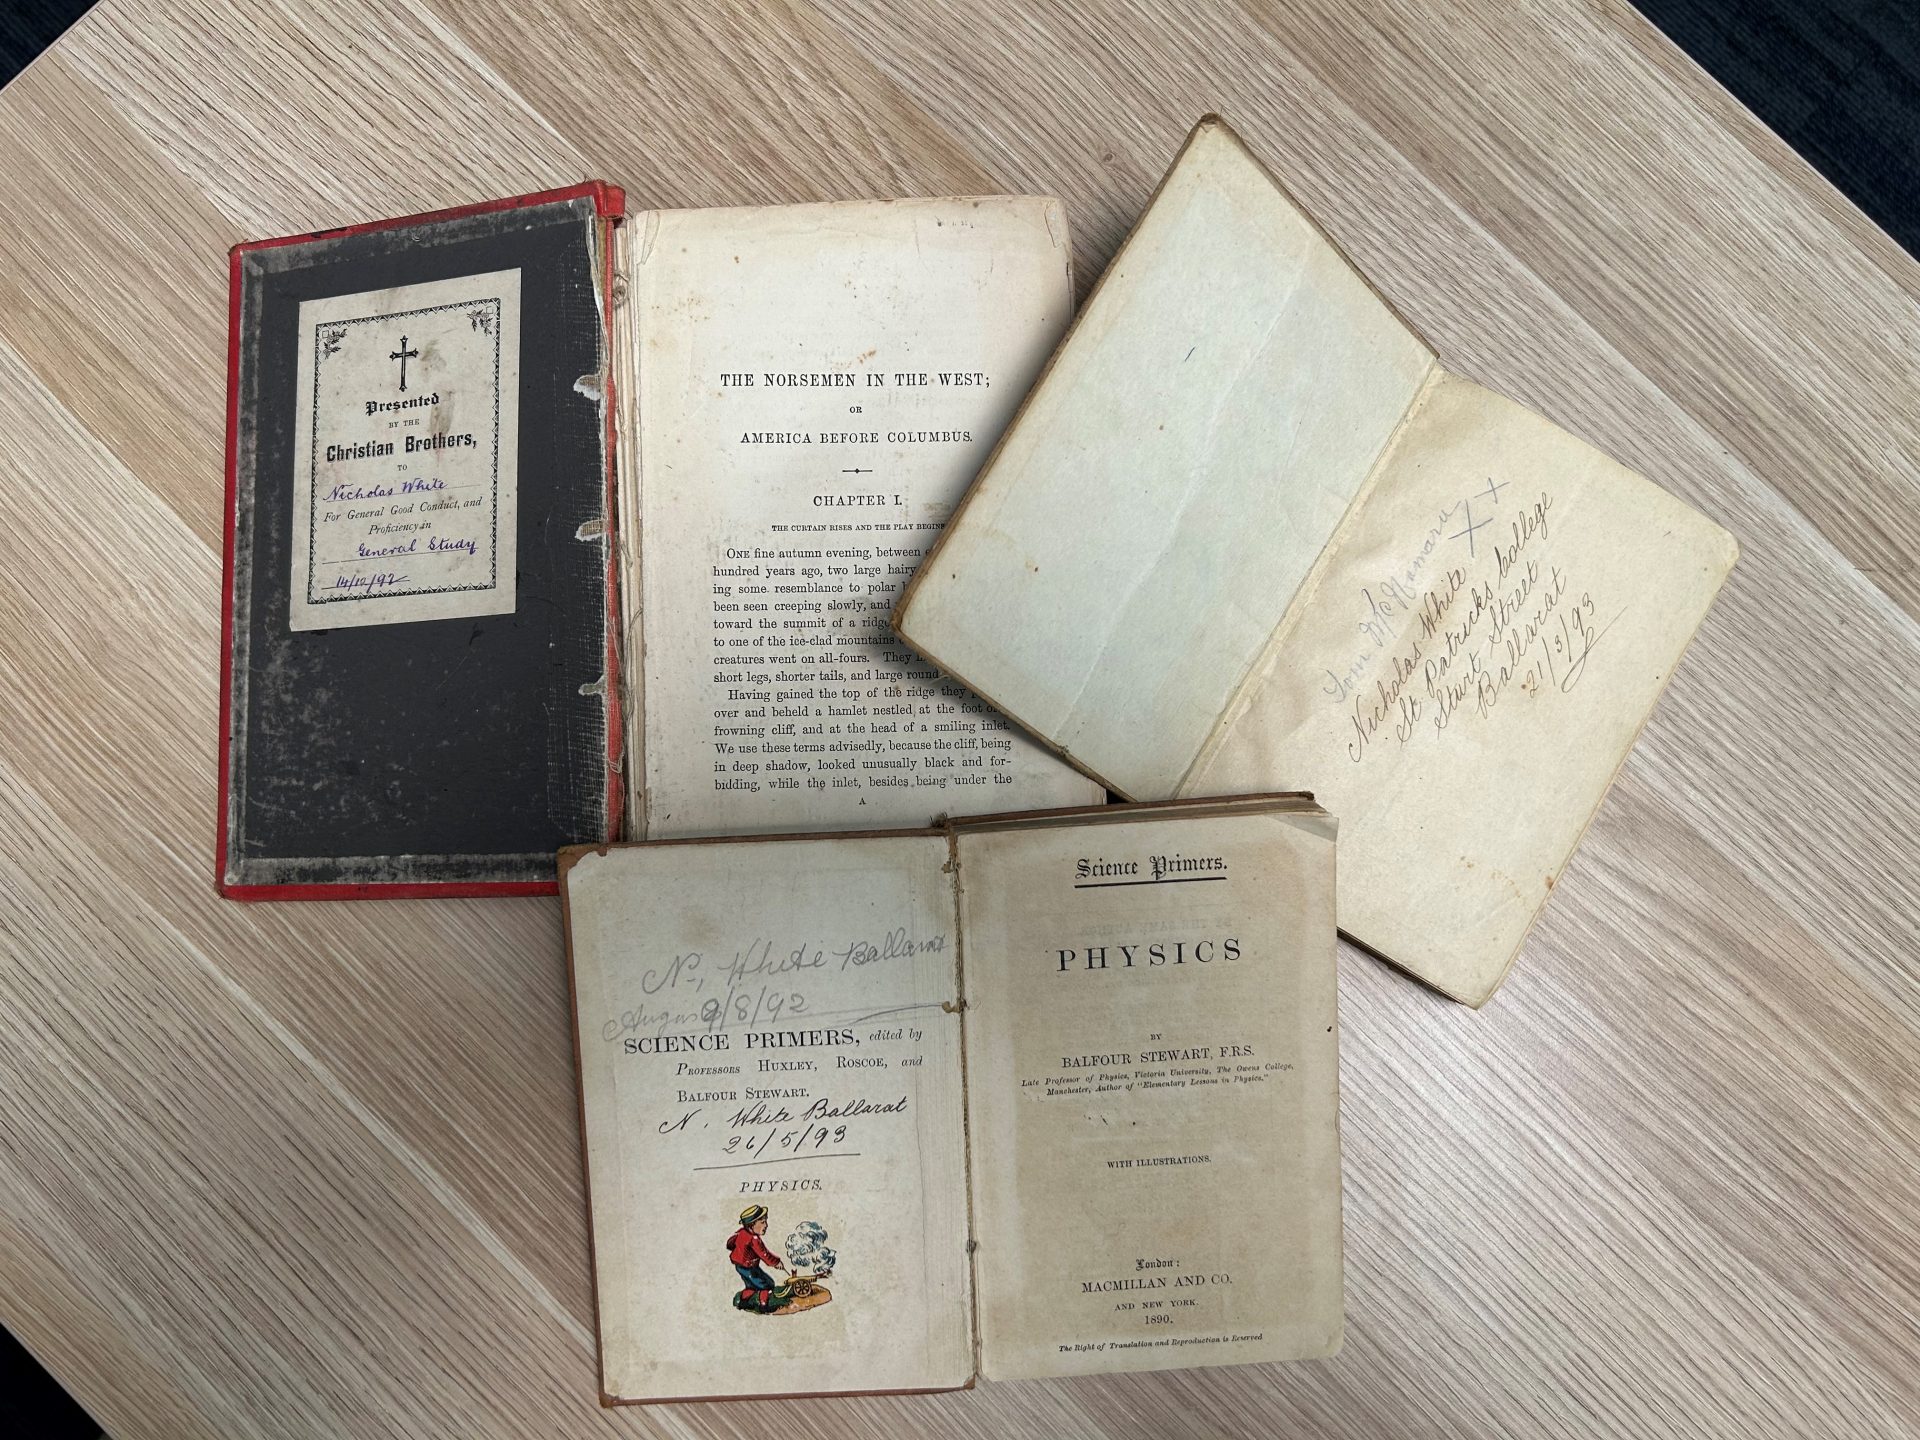 Presented
BY THE
Christian Brothers,
TO
Nicholas White
For General Good Conduct, and
Proficiency in
General Study
14/12/92
THE NORSEMEN IN THE WEST;
OR
AMERICA BEFORE COLUMBUS.
CHAPTER I.
THE CURTAIN RISES AND THE PLAY BEGINS
ONE fine autumn evening, between
hundred years ago, two large hairy
ing some resemblance to polar
been seen creeping slowly, and
toward the summit of a ridge
to one of the ice-clad mountains
creatures went on all-fours. They
short legs, shorter tails, and large round
Having gained the top of the ridge they
over and beheld a hamlet nestled at the foot
frowning cliff, and at the head of a smiling inlet.
We use these terms advisedly, because the cliff, being
in deep shadow, looked unusually black and for-
bidding, while the inlet, besides being under the
A
Tom McNamara
Nicholas White
St. Patricks College
Sturt Street
Ballarat
21/3/93
N, White Ballarat
August 9/8/92
SCIENCE PRIMERS, edited by
PROFESSORS HUXLEY, ROSCOE, and
BALFOUR STEWART.
N. White Ballarat
26/5/93
PHYSICS.
Science Primers.
PHYSICS
BY
BALFOUR STEWART, F.R.S.
Late Professor of Physics, Victoria University, The Owens College,
Manchester, Author of "Elementary Lessons in Physics."
WITH ILLUSTRATIONS.
London:
MACMILLAN AND CO.
AND NEW YORK.
1890.
The Right of Translation and Reproduction is Reserved